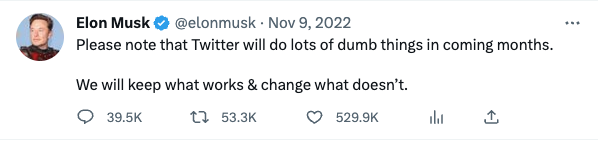 Elon Musk @elonmusk · Nov 9, 2022
Please note that Twitter will do lots of dumb things in coming months.
We will keep what works & change what doesn’t.
39.5K 53.3K 529.9K